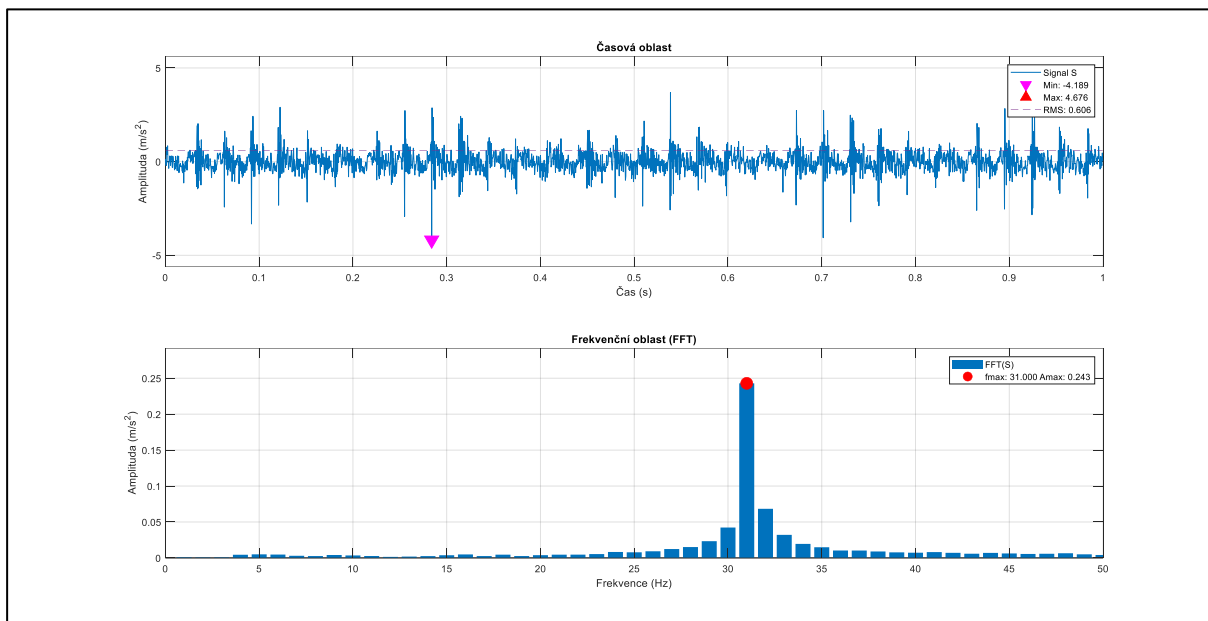 Časová oblast
Amplituda (m/s²)
5
0
-5
Signal S
Min: -4.189
Max: 4.676
RMS: 0.606
0 0.1 0.2 0.3 0.4 0.5 0.6 0.7 0.8 0.9 1
Čas (s)
Frekvenční oblast (FFT)
Amplituda (m/s²)
0.25
0.2
0.15
0.1
0.05
0
FFT(S)
fmax: 31.000 Amax: 0.243
0 5 10 15 20 25 30 35 40 45 50
Frekvence (Hz)